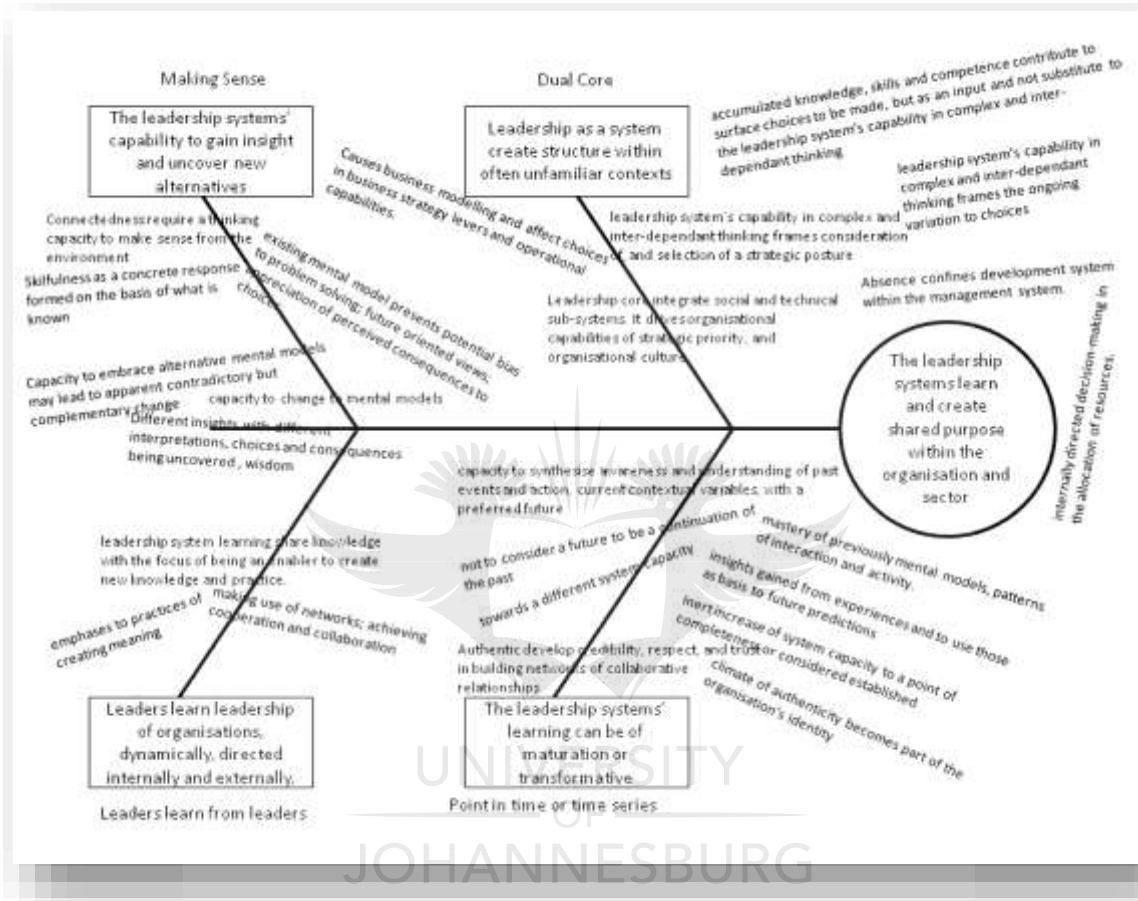 Making Sense
The leadership systems'
capability to gain insight
and uncover new
alternatives
Dual Core
Leadership as a system
create structure within
often unfamiliar contexts
accumulated knowledge, skills and competence contribute to
surface choices to be made, but as an input and not substitute to
the leadership system's capability in complex and inter-
dependant thinking
leadership system's capability in
complex and inter-dependant
thinking frames the ongoing
variation to choices
Causes business modelling and affect choices
in business strategy levers and operational
capabilities.
leadership system's capability in complex and
inter-dependant thinking frames consideration
of, and selection of a strategic posture
Connectedness require a thinking
capacity to make sense from the
environment
Skilfulness as a concrete response
formed on the basis of what is
known
existing mental model presents potential bias
to problem solving; future oriented views;
appreciation of perceived consequences to
choices
Leadership core integrate social and technical
sub-systems. It drives organisational
capabilities of strategic priority, and
organisational culture
Absence confines development system
within the management system.
internally directed decision-making in
the allocation of resources.
Capacity to embrace alternative mental models
may lead to apparent contradictory but
complementary change
capacity to change to mental models
Different insights with different
interpretations, choices and consequences
being uncovered , wisdom
The leadership
systems learn
and create
shared purpose
within the
organisation and
sector
capacity to synthesise awareness and understanding of past
events and action, current contextual variables, with a
preferred future
not to consider a future to be a continuation of
the past
towards a different system capacity
mastery of previously mental models, patterns
of interaction and activity.
insights gained from experiences and to use those
as basis to future predictions
Inert increase of system capacity to a point of
completeness or considered established
climate of authenticity becomes part of the
organisation's identity
leadership system learning share knowledge
with the focus of being an enabler to create
new knowledge and practice.
emphases to practices of
creating meaning
making use of networks; achieving
cooperation and collaboration
Authentic develop credibility, respect, and trust
in building networks of collaborative
relationships
Leaders learn leadership
of organisations,
dynamically, directed
internally and externally.
Leaders learn from leaders
The leadership systems'
learning can be of
maturation or
transformative
Point in time or time series
UNIVERSITY
OF
JOHANNESBURG